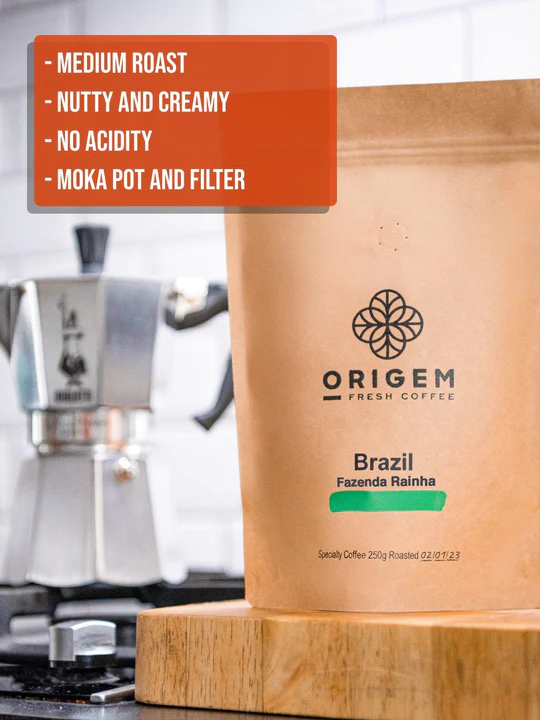 - MEDIUM ROAST
- NUTTY AND CREAMY
- NO ACIDITY
- MOKA POT AND FILTER
ORIGEM
FRESH COFFEE
Brazil
Fazenda Rainha
Specialty Coffee 250g Roasted 02/01/23